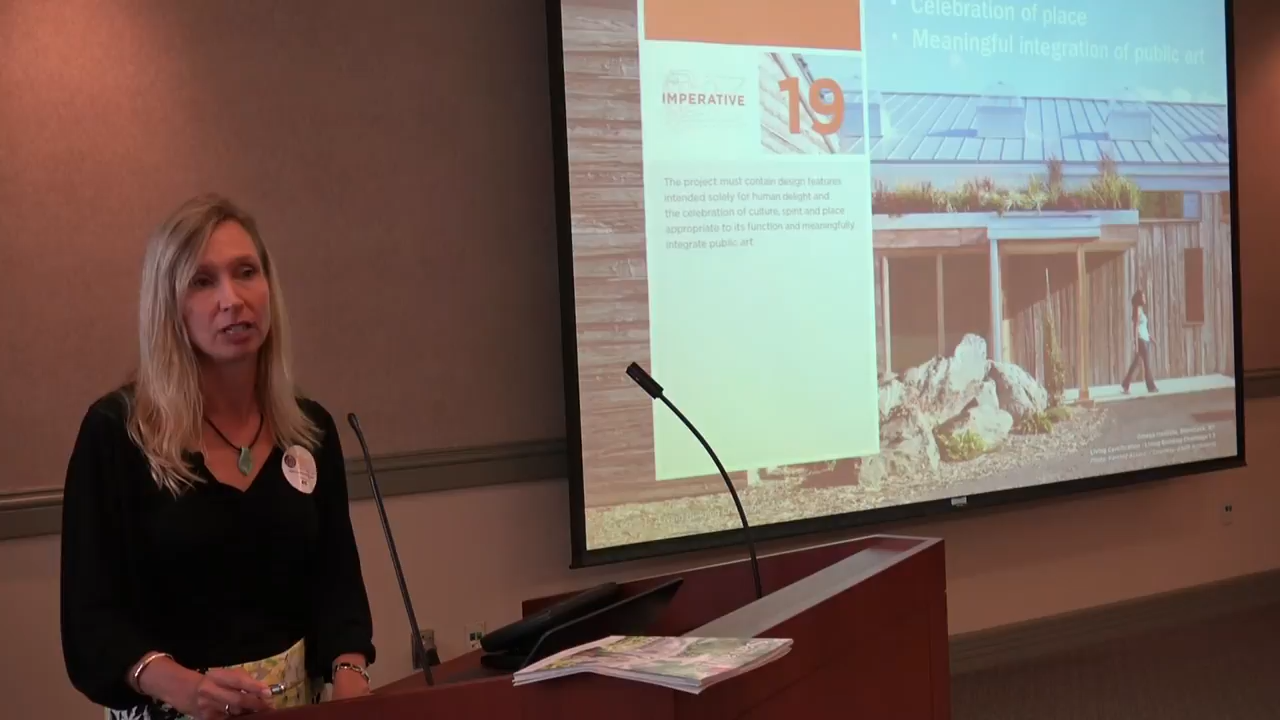 • Celebration of place
• Meaningful integration of public art
IMPERATIVE
19
The project must contain design features
intended solely for human delight and
the celebration of culture, spirit and place
appropriate to its function and meaningfully
integrate public art